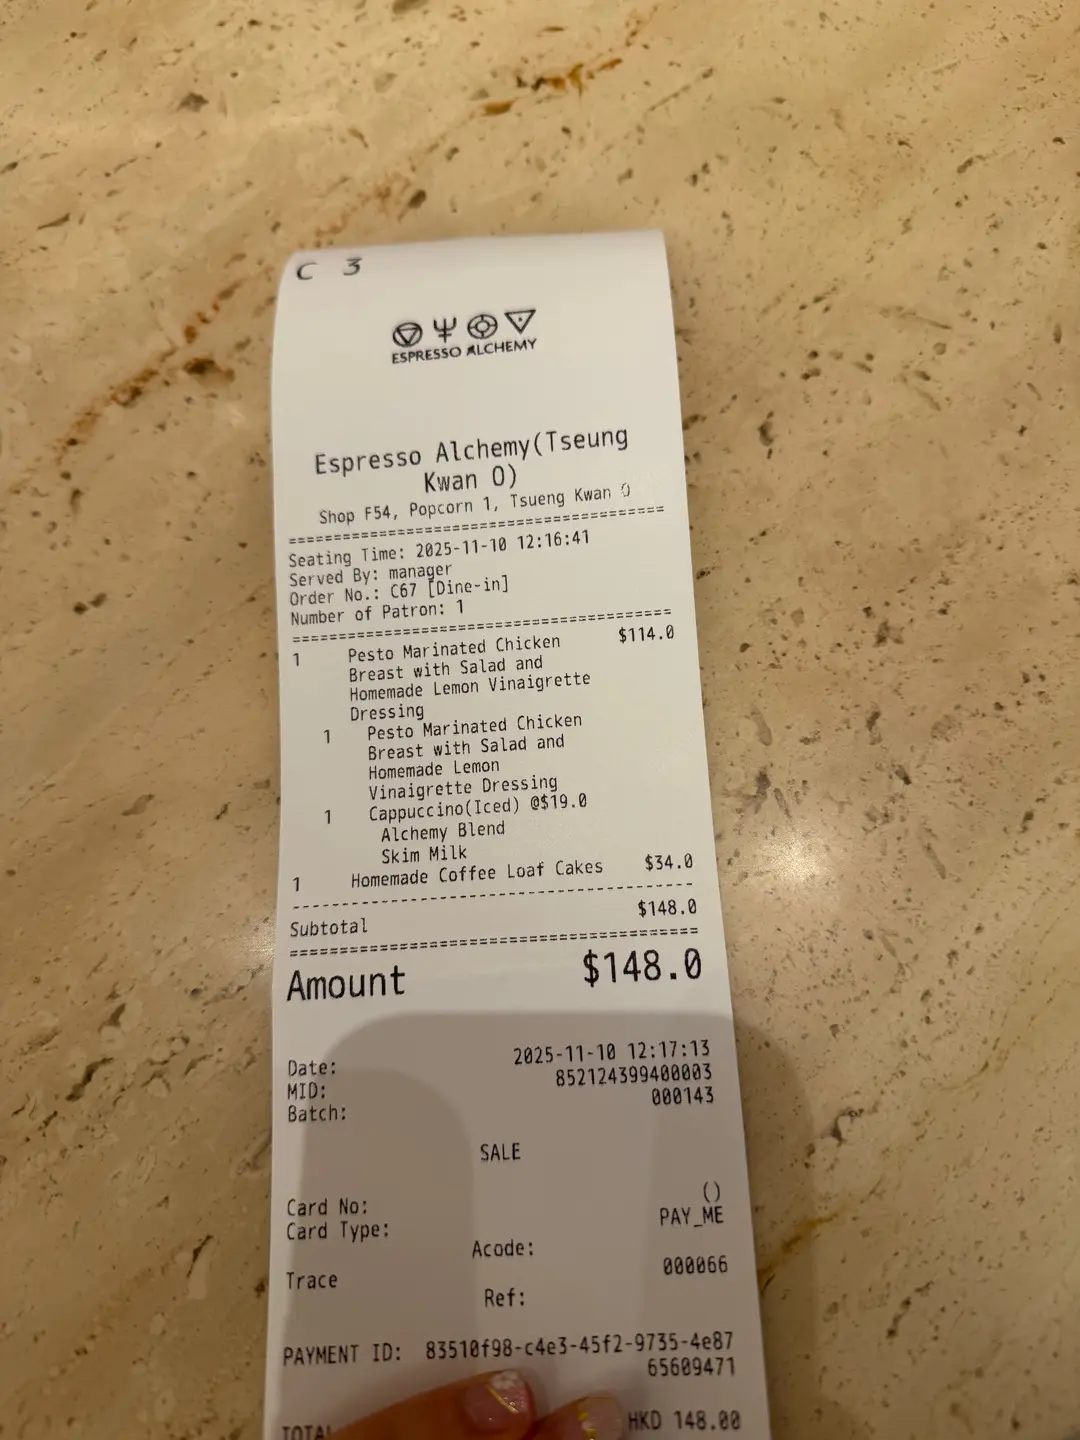 C 3
ESPRESSO ALCHEMY
Espresso Alchemy(Tseung
Kwan O)
Shop F54, Popcorn 1, Tsueng Kwan O
================================================
Seating Time: 2025-11-10 12:16:41
Served By: manager
Order No.: C67 [Dine-in]
Number of Patron: 1
================================================
1 Pesto Marinated Chicken $114.0
Breast with Salad and
Homemade Lemon Vinaigrette
Dressing
1 Pesto Marinated Chicken
Breast with Salad and
Homemade Lemon
Vinaigrette Dressing
1 Cappuccino(Iced) @$19.0
Alchemy Blend
Skim Milk
1 Homemade Coffee Loaf Cakes $34.0
------------------------------------------------
Subtotal $148.0
================================================
Amount $148.0
Date: 2025-11-10 12:17:13
MID: 852124399400003
Batch: 000143
SALE
Card No: ()
Card Type: PAY_ME
Acode:
Trace 000066
Ref:
PAYMENT ID: 83510f98-c4e3-45f2-9735-4e87
65609471
TOTAL HKD 148.00